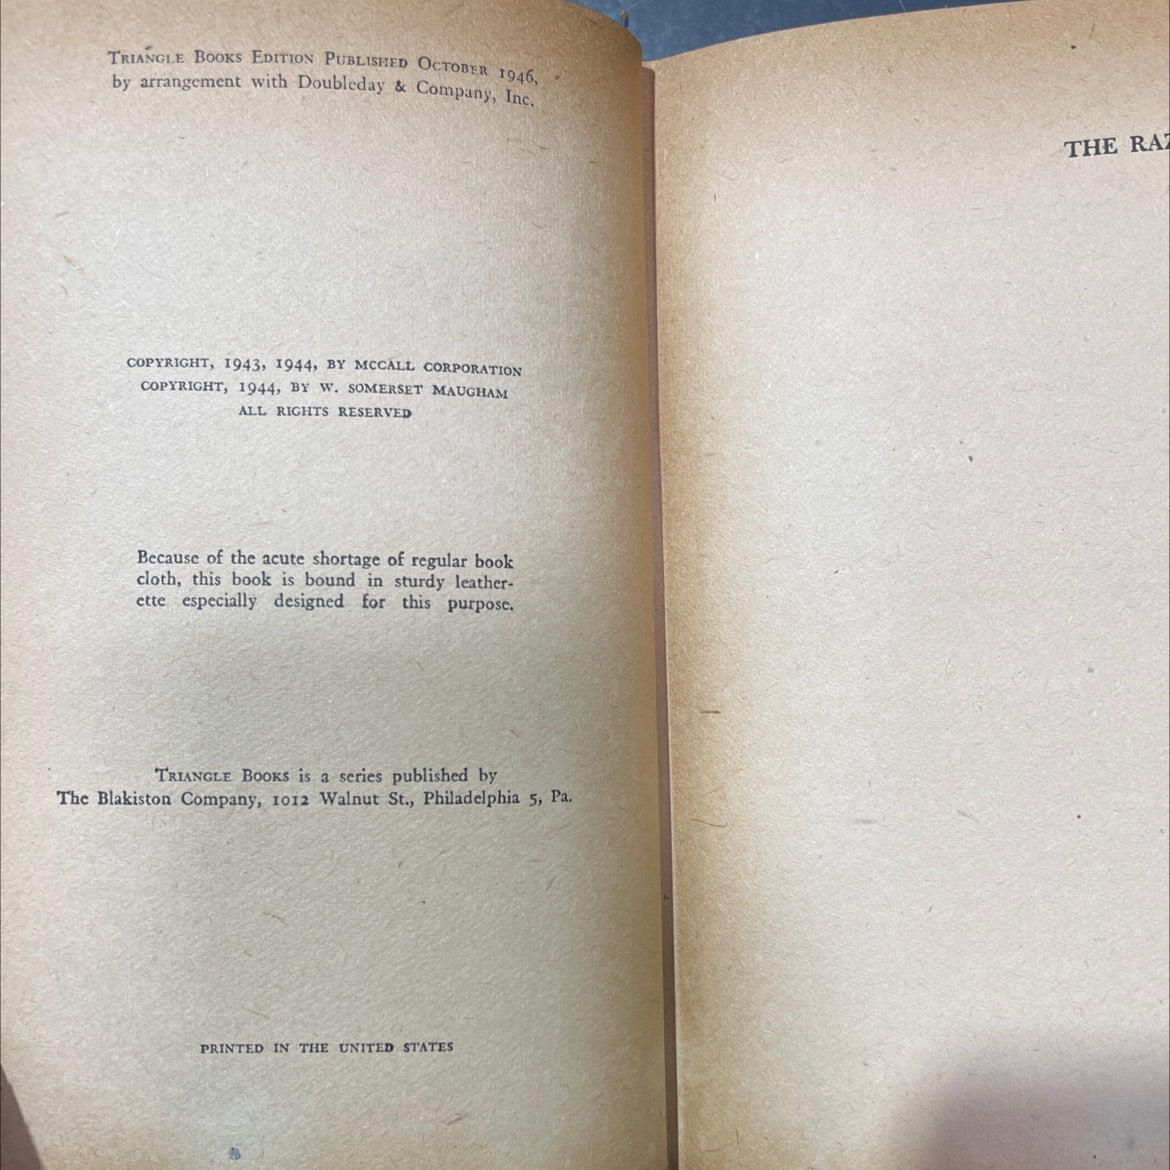 Triangle Books Edition Published October 1946,
by arrangement with Doubleday & Company, Inc.
COPYRIGHT, 1943, 1944, BY MCCALL CORPORATION
COPYRIGHT, 1944, BY W. SOMERSET MAUGHAM
ALL RIGHTS RESERVED
Because of the acute shortage of regular book
cloth, this book is bound in sturdy leather-
ette especially designed for this purpose.
Triangle Books is a series published by
The Blakiston Company, 1012 Walnut St., Philadelphia 5, Pa.
PRINTED IN THE UNITED STATES
THE RAZ